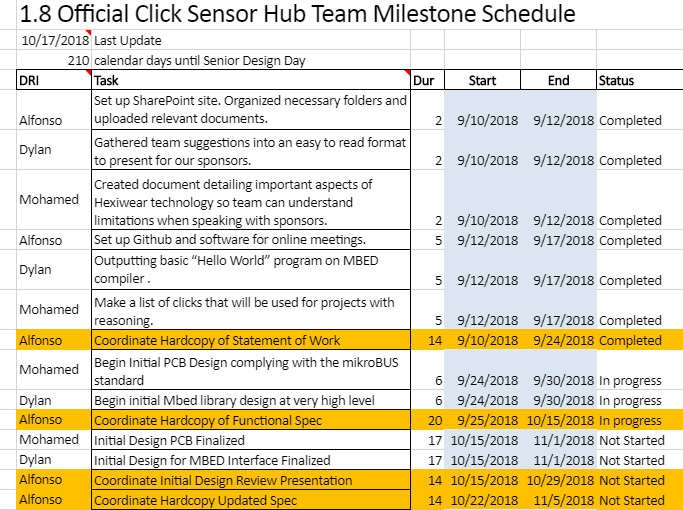 1.8 Official Click Sensor Hub Team Milestone Schedule
10/17/2018 Last Update
210 calendar days until Senior Design Day
DRI Task Dur Start End Status
Set up SharePoint site. Organized necessary folders and
Alfonso uploaded relevant documents. 2 9/10/2018 9/12/2018 Completed
Dylan Gathered team suggestions into an easy to read format
to present for our sponsors. 2 9/10/2018 9/12/2018 Completed
Created document detailing important aspects of
Mohamed Hexiwear technology so team can understand
limitations when speaking with sponsors. 2 9/10/2018 9/12/2018 Completed
Alfonso Set up Github and software for online meetings. 5 9/12/2018 9/17/2018 Completed
Dylan Outputting basic “Hello World” program on MBED
compiler . 5 9/12/2018 9/17/2018 Completed
Mohamed Make a list of clicks that will be used for projects with
reasoning. 5 9/12/2018 9/17/2018 Completed
Alfonso Coordinate Hardcopy of Statement of Work 14 9/10/2018 9/24/2018 Completed
Mohamed Begin Initial PCB Design complying with the mikroBUS
standard 6 9/24/2018 9/30/2018 In progress
Dylan Begin initial Mbed library design at very high level 6 9/24/2018 9/30/2018 In progress
Alfonso Coordinate Hardcopy of Functional Spec 20 9/25/2018 10/15/2018 In progress
Mohamed Initial Design PCB Finalized 17 10/15/2018 11/1/2018 Not Started
Dylan Initial Design for MBED Interface Finalized 17 10/15/2018 11/1/2018 Not Started
Alfonso Coordinate Initial Design Review Presentation 14 10/15/2018 10/29/2018 Not Started
Alfonso Coordinate Hardcopy Updated Spec 14 10/22/2018 11/5/2018 Not Started